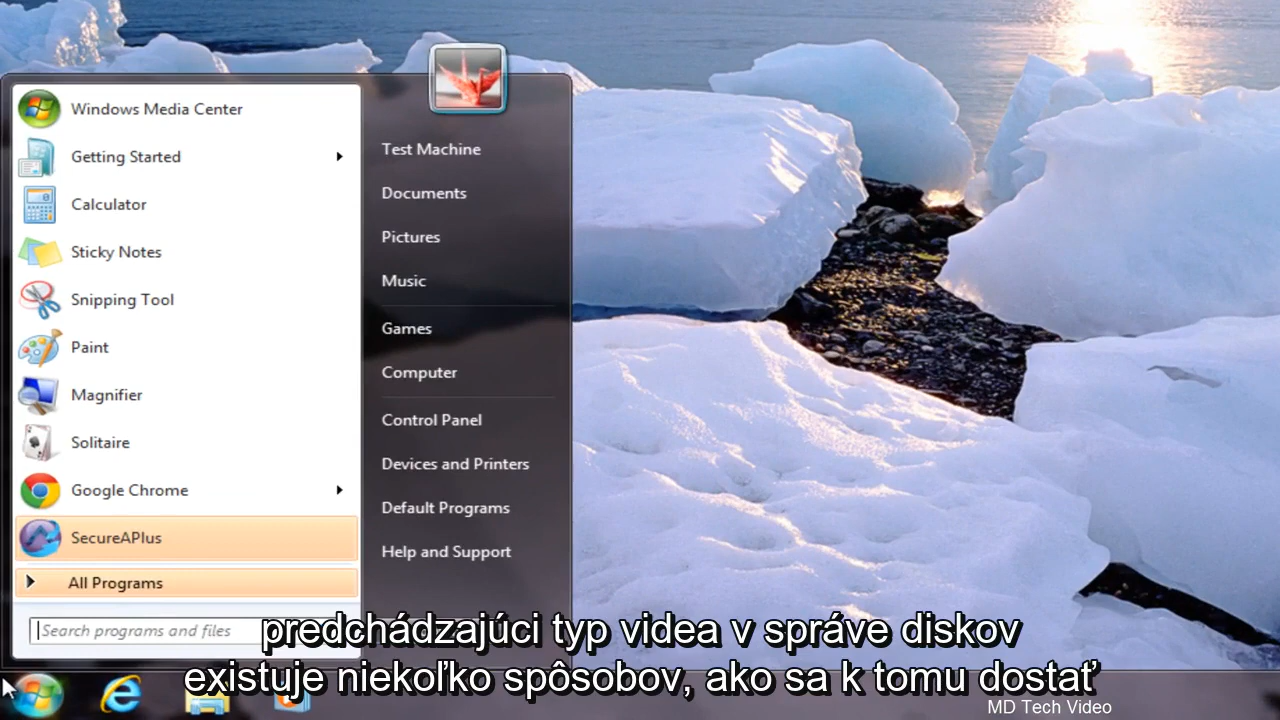 Windows Media Center
Getting Started
Calculator
Sticky Notes
Snipping Tool
Paint
Magnifier
Solitaire
Google Chrome
SecureAPlus
All Programs
Search programs and files
Test Machine
Documents
Pictures
Music
Games
Computer
Control Panel
Devices and Printers
Default Programs
Help and Support
predchádzajúci typ videa v správe diskov
existuje niekoľko spôsobov, ako sa k tomu dostať
MD Tech Video